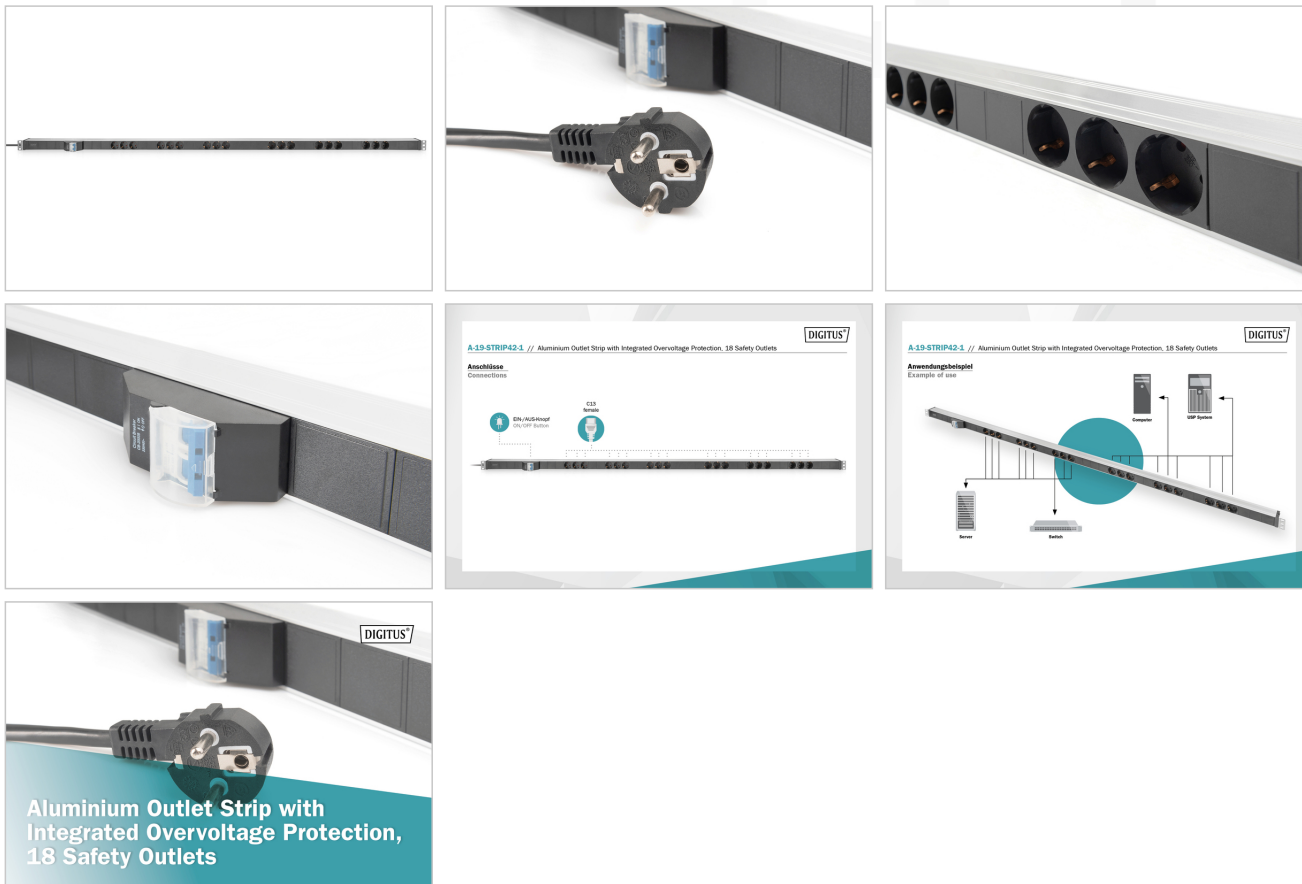 DIGITUS®
A-19-STRIP42-1 // Aluminium Outlet Strip with Integrated Overvoltage Protection, 18 Safety Outlets
Anschlüsse
Connections
EIN-/AUS-Knopf
ON/OFF Button
C13
female
DIGITUS®
A-19-STRIP42-1 // Aluminium Outlet Strip with Integrated Overvoltage Protection, 18 Safety Outlets
Anwendungsbeispiel
Example of use
Computer
USP System
Server
Switch
DIGITUS®
Aluminium Outlet Strip with
Integrated Overvoltage Protection,
18 Safety Outlets